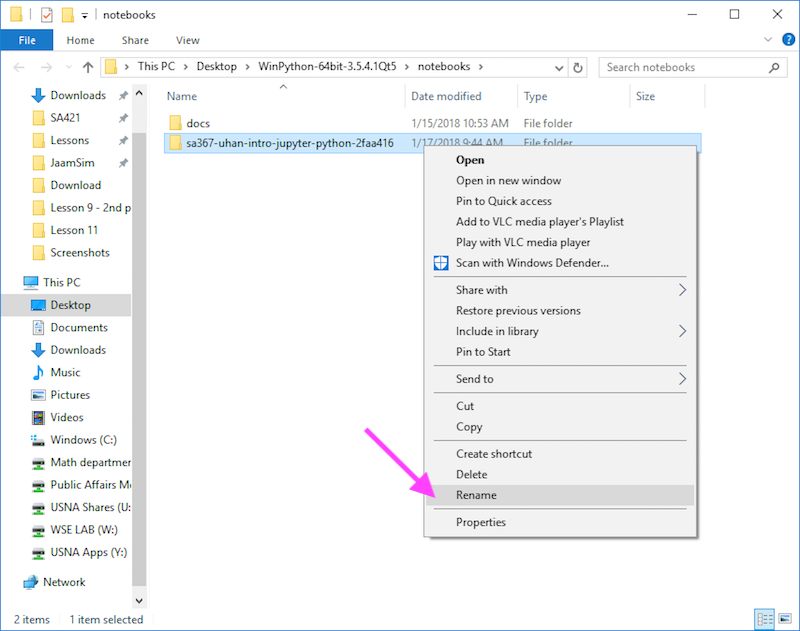 notebooks
File Home Share View
This PC Desktop WinPython-64bit-3.5.4.1Qt5 notebooks Search notebooks
Name Date modified Type Size
Downloads
SA421
Lessons
JaamSim
Download
Lesson 9 - 2nd p
Lesson 11
Screenshots
This PC
Desktop
Documents
Downloads
Music
Pictures
Videos
Windows (C:)
Math departmen
Public Affairs M
USNA Shares (U:
WSE LAB (W:)
USNA Apps (Y:)
Network
docs 1/15/2018 10:53 AM File folder
sa367-uhan-intro-jupyter-python-2faa416 1/17/2018 9:44 AM File folder
Open
Open in new window
Pin to Quick access
Add to VLC media player's Playlist
Play with VLC media player
Scan with Windows Defender...
Share with
Restore previous versions
Include in library
Pin to Start
Send to
Cut
Copy
Create shortcut
Delete
Rename
Properties
2 items 1 item selected